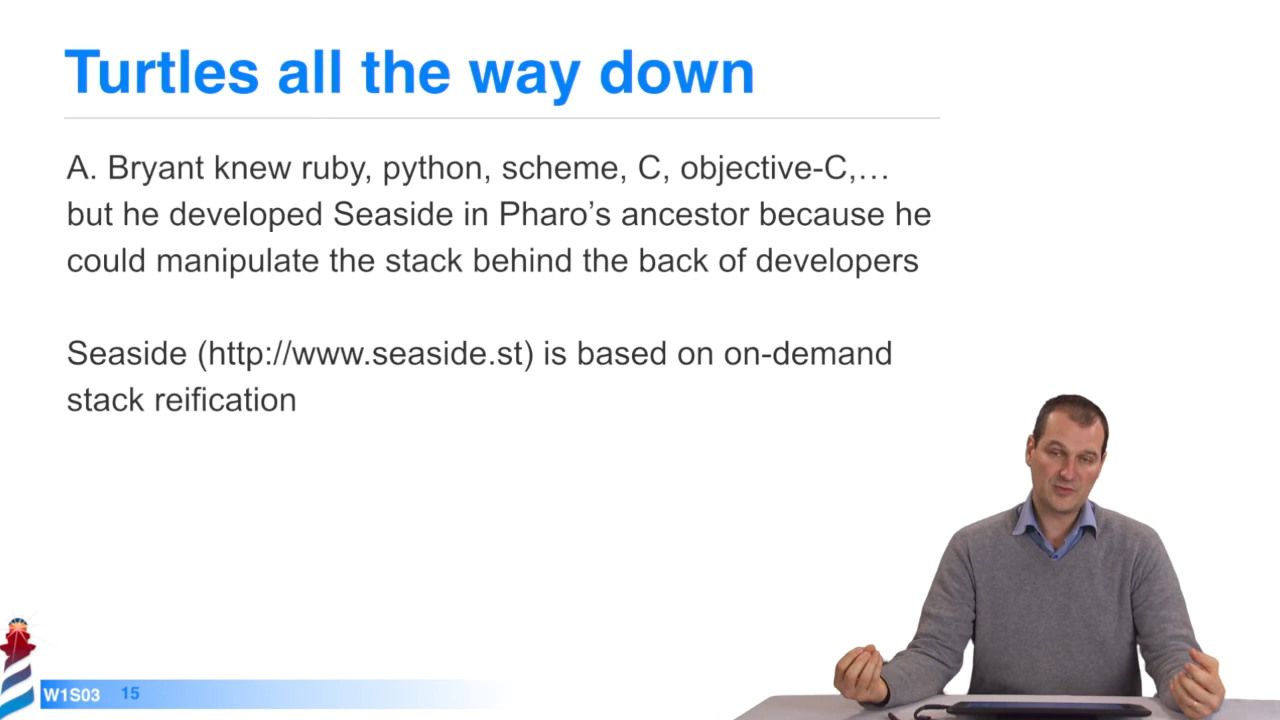 Turtles all the way down
A. Bryant knew ruby, python, scheme, C, objective-C,…
but he developed Seaside in Pharo’s ancestor because he
could manipulate the stack behind the back of developers
Seaside (http://www.seaside.st) is based on on-demand
stack reification
W1S03 15